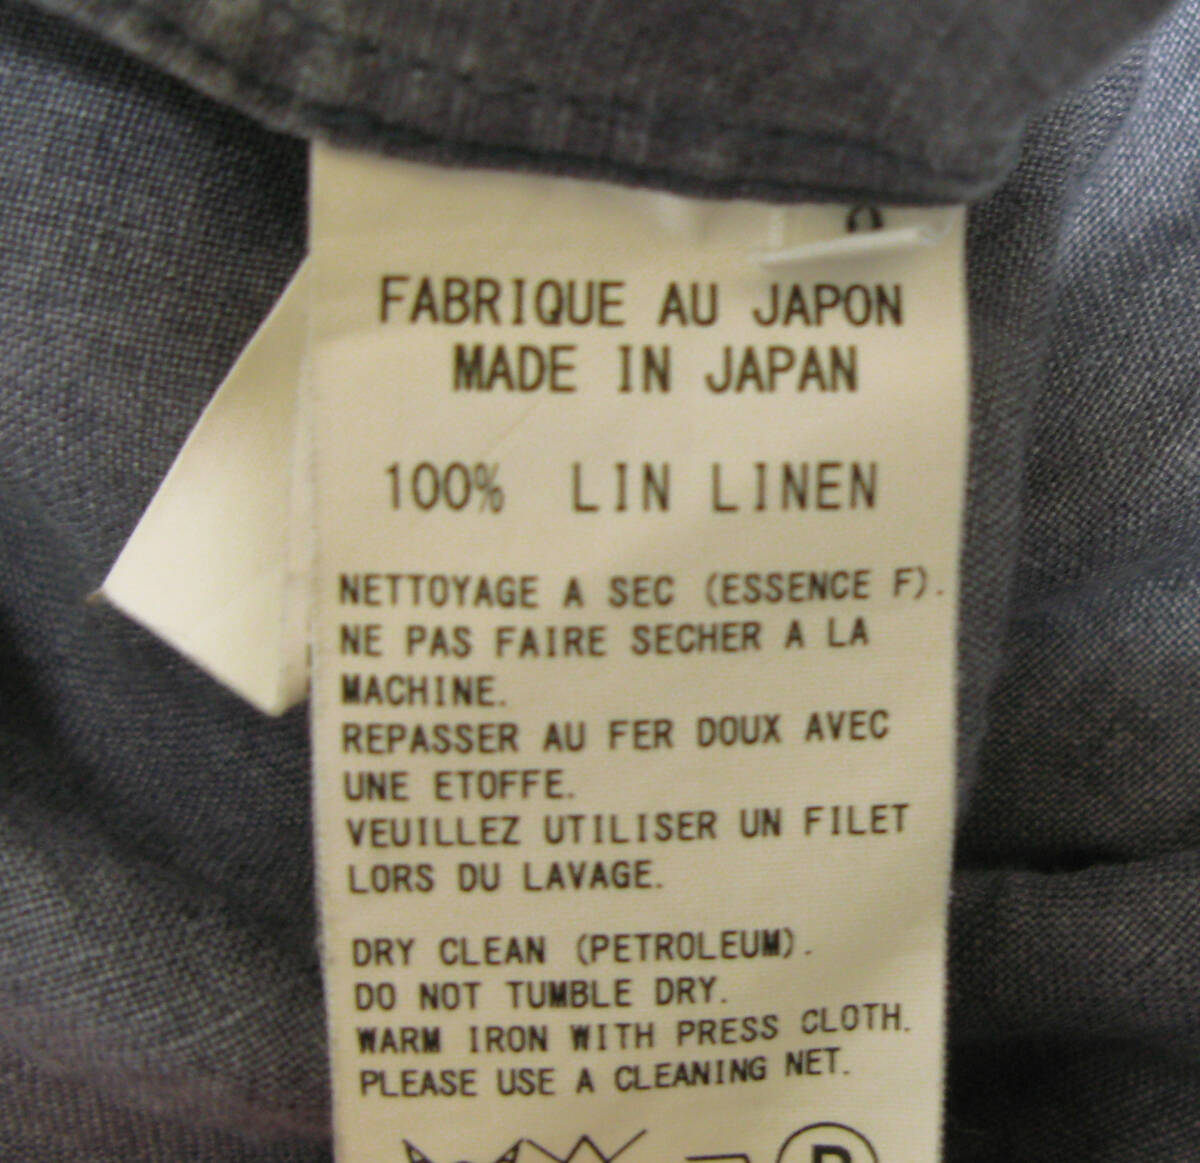 FABRIQUE AU JAPON
MADE IN JAPAN
100% LIN LINEN
NETTOYAGE A SEC (ESSENCE F).
NE PAS FAIRE SECHER A LA
MACHINE.
REPASSER AU FER DOUX AVEC
UNE ETOFFE.
VEUILLEZ UTILISER UN FILET
LORS DU LAVAGE.
DRY CLEAN (PETROLEUM).
DO NOT TUMBLE DRY.
WARM IRON WITH PRESS CLOTH.
PLEASE USE A CLEANING NET.